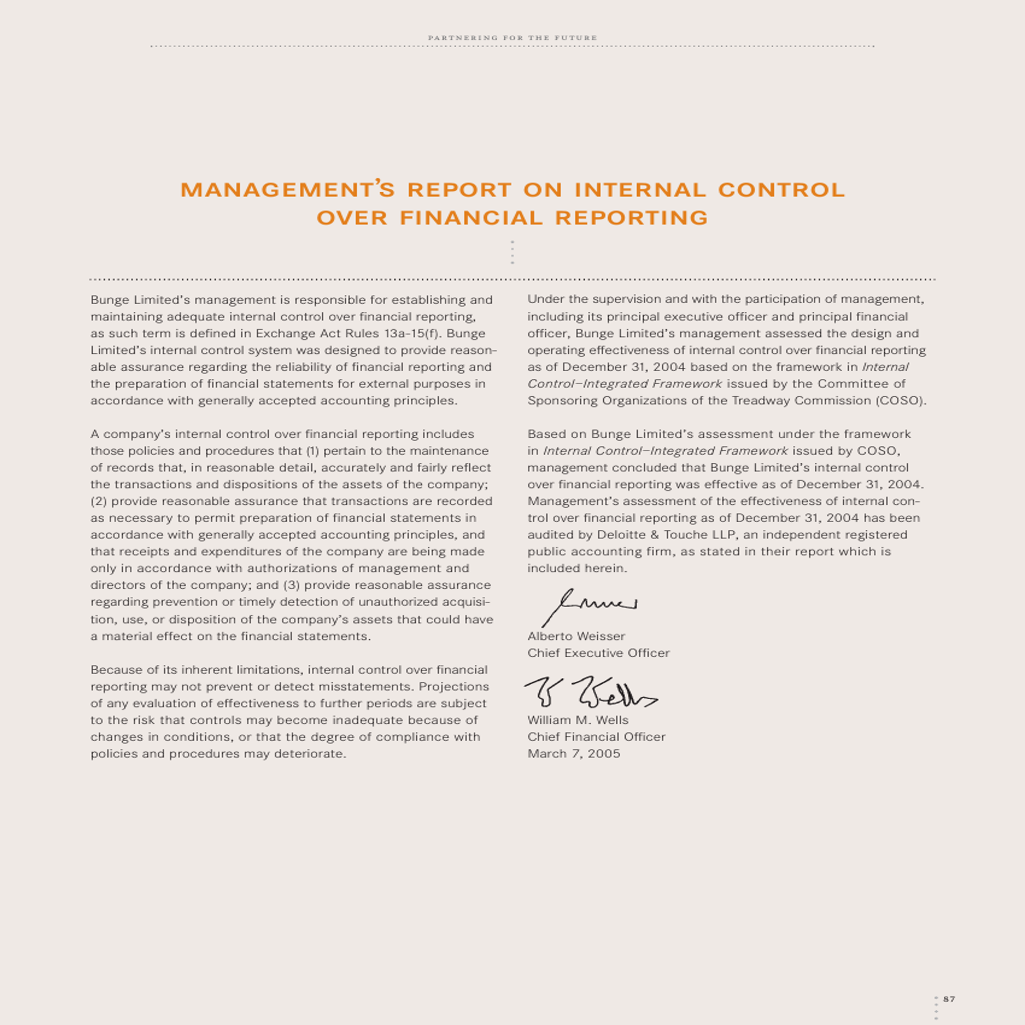 PARTNERING FOR THE FUTURE
MANAGEMENT'S REPORT ON INTERNAL CONTROL
OVER FINANCIAL REPORTING
Bunge Limited's management is responsible for establishing and
maintaining adequate internal control over financial reporting,
as such term is defined in Exchange Act Rules 13a-15(f). Bunge
Limited's internal control system was designed to provide reason-
able assurance regarding the reliability of financial reporting and
the preparation of financial statements for external purposes in
accordance with generally accepted accounting principles.
A company's internal control over financial reporting includes
those policies and procedures that (1) pertain to the maintenance
of records that, in reasonable detail, accurately and fairly reflect
the transactions and dispositions of the assets of the company;
(2) provide reasonable assurance that transactions are recorded
as necessary to permit preparation of financial statements in
accordance with generally accepted accounting principles, and
that receipts and expenditures of the company are being made
only in accordance with authorizations of management and
directors of the company; and (3) provide reasonable assurance
regarding prevention or timely detection of unauthorized acquisi-
tion, use, or disposition of the company's assets that could have
a material effect on the financial statements.
Because of its inherent limitations, internal control over financial
reporting may not prevent or detect misstatements. Projections
of any evaluation of effectiveness to further periods are subject
to the risk that controls may become inadequate because of
changes in conditions, or that the degree of compliance with
policies and procedures may deteriorate.
Under the supervision and with the participation of management,
including its principal executive officer and principal financial
officer, Bunge Limited's management assessed the design and
operating effectiveness of internal control over financial reporting
as of December 31, 2004 based on the framework in Internal
Control–Integrated Framework issued by the Committee of
Sponsoring Organizations of the Treadway Commission (COSO).
Based on Bunge Limited's assessment under the framework
in Internal Control–Integrated Framework issued by COSO,
management concluded that Bunge Limited's internal control
over financial reporting was effective as of December 31, 2004.
Management's assessment of the effectiveness of internal con-
trol over financial reporting as of December 31, 2004 has been
audited by Deloitte & Touche LLP, an independent registered
public accounting firm, as stated in their report which is
included herein.
Alberto Weisser
Chief Executive Officer
William M. Wells
Chief Financial Officer
March 7, 2005
87